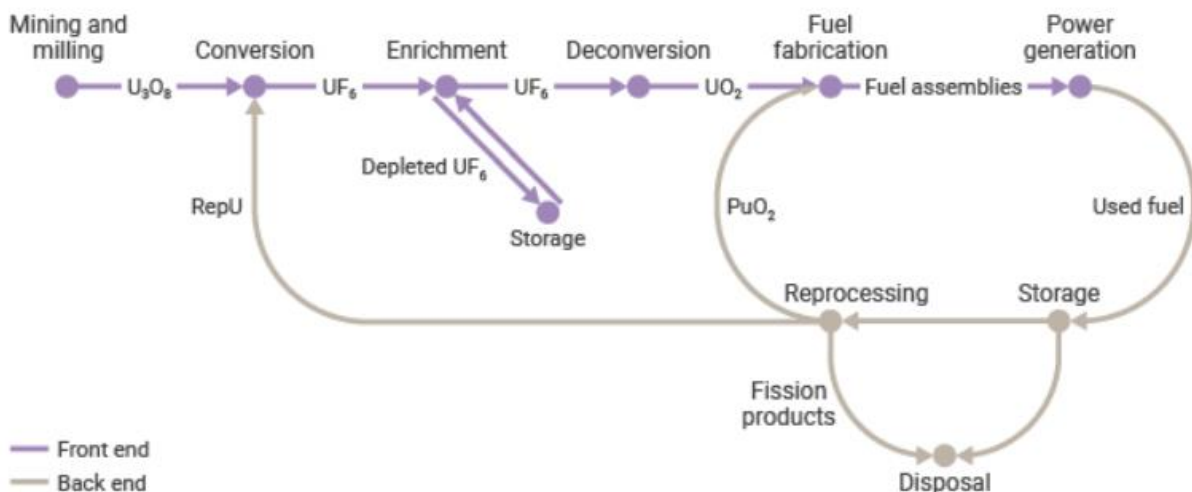 Mining and
milling
Conversion
Enrichment
Deconversion
Fuel
fabrication
Power
generation
U₃O₈
UF₆
UF₆
UO₂
Fuel assemblies
Depleted UF₆
Storage
RepU
PuO₂
Used fuel
Reprocessing
Storage
Fission
products
Disposal
Front end
Back end